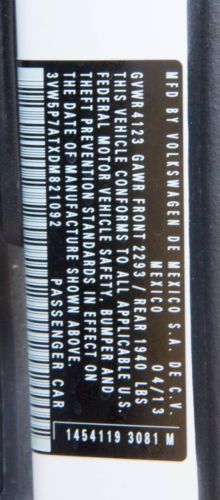 MFD BY VOLKSWAGEN DE MEXICO S.A. DE C.V.
MEXICO 04/13
GVWR 4123 GAWR FRONT 2293 / REAR 1940 LBS
THIS VEHICLE CONFORMS TO ALL APPLICABLE U.S.
FEDERAL MOTOR VEHICLE SAFETY, BUMPER AND
THEFT PREVENTION STANDARDS IN EFFECT ON
THE DATE OF MANUFACTURE SHOWN ABOVE.
3VW5P7ATXDM821092 PASSENGER CAR
1454119 3081 M